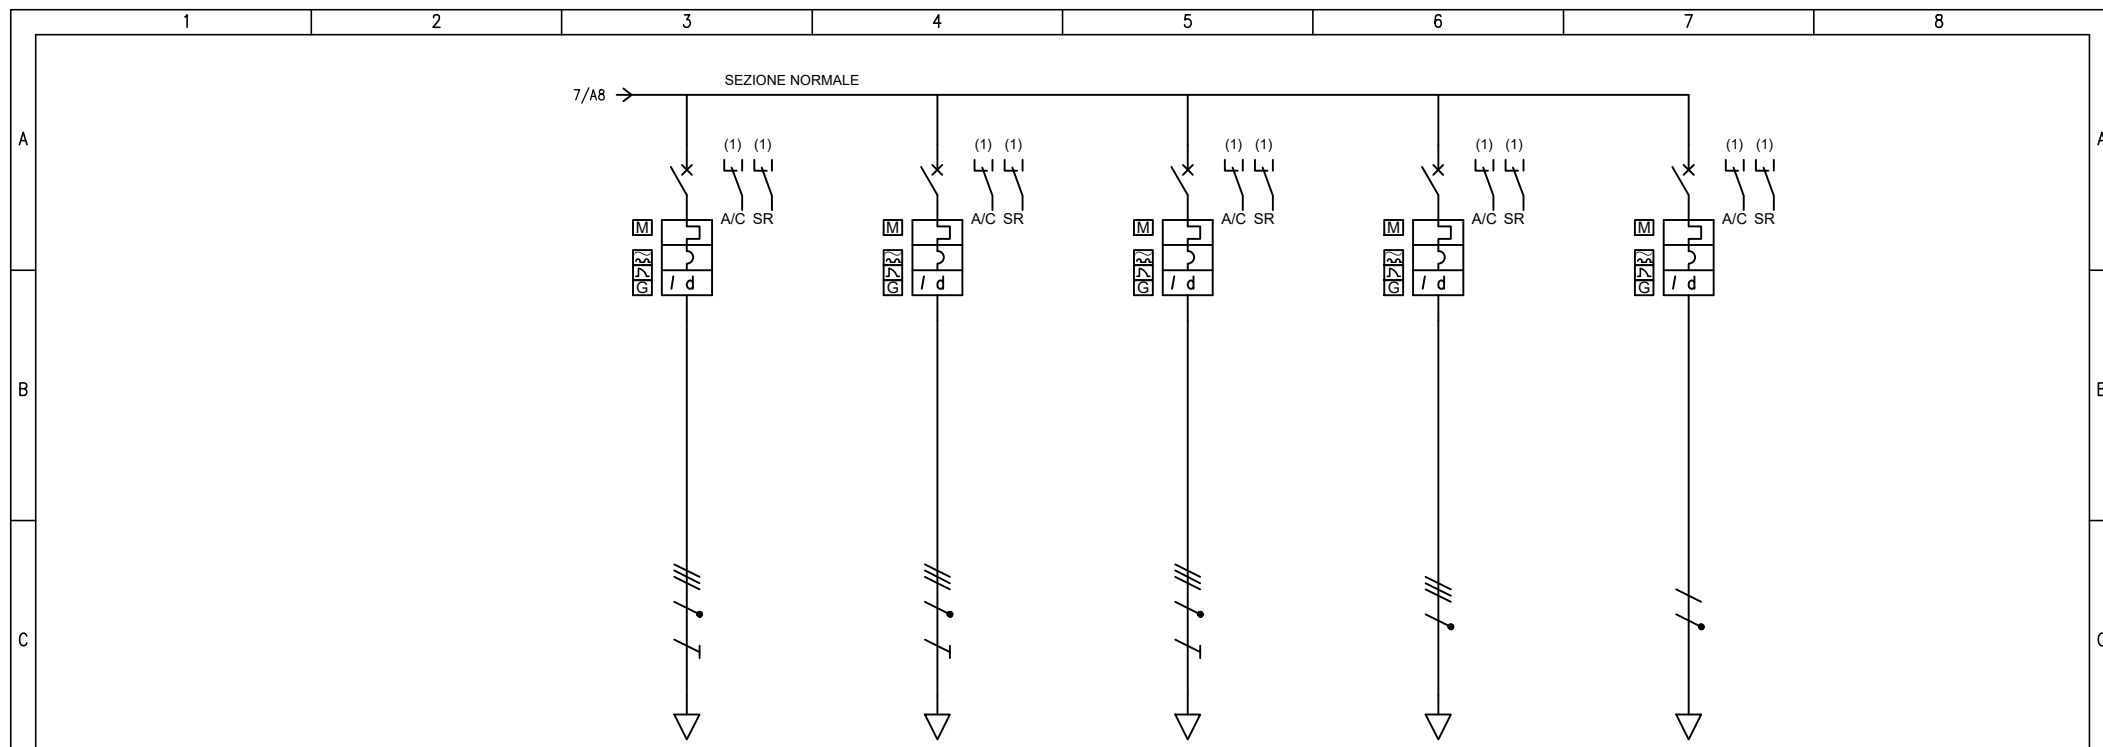 1 2 3 4 5 6 7 8
SEZIONE NORMALE
7/A8
A A
(1) (1) (1) (1) (1) (1) (1) (1) (1) (1)
A/C SR A/C SR A/C SR A/C SR A/C SR
M M M M M
G I d G I d G I d G I d G I d
B
C